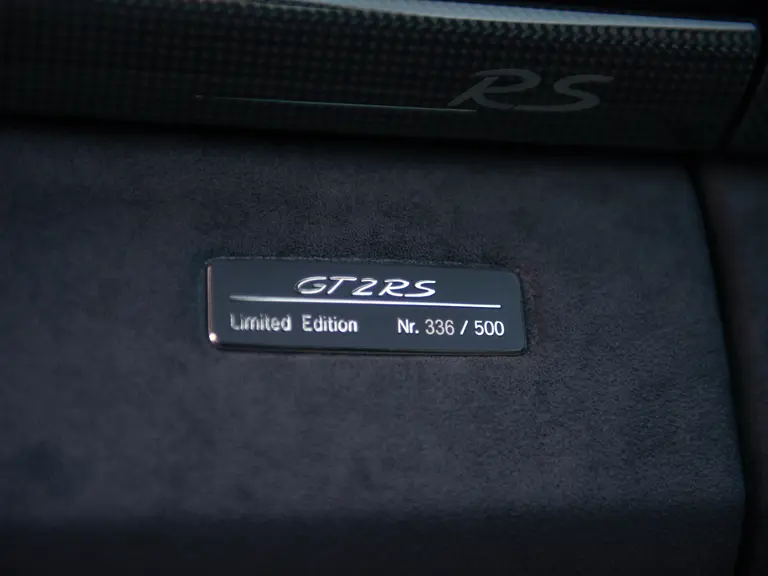 RS
GT2RS
Limited Edition Nr. 336 / 500